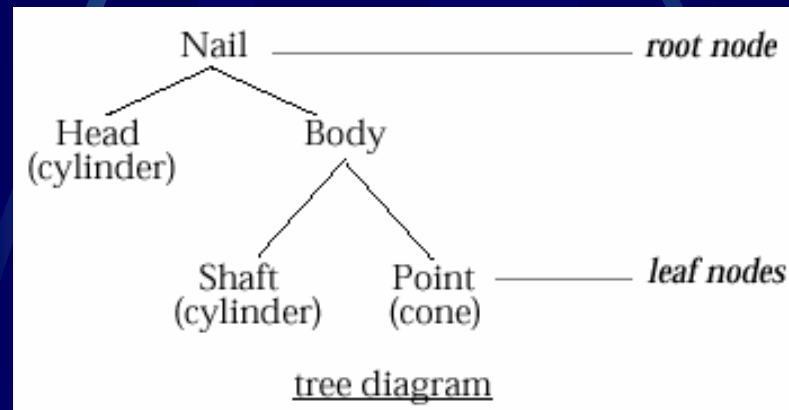 Nail
root node
Head
(cylinder)
Body
Shaft
(cylinder)
Point
(cone)
leaf nodes
tree diagram